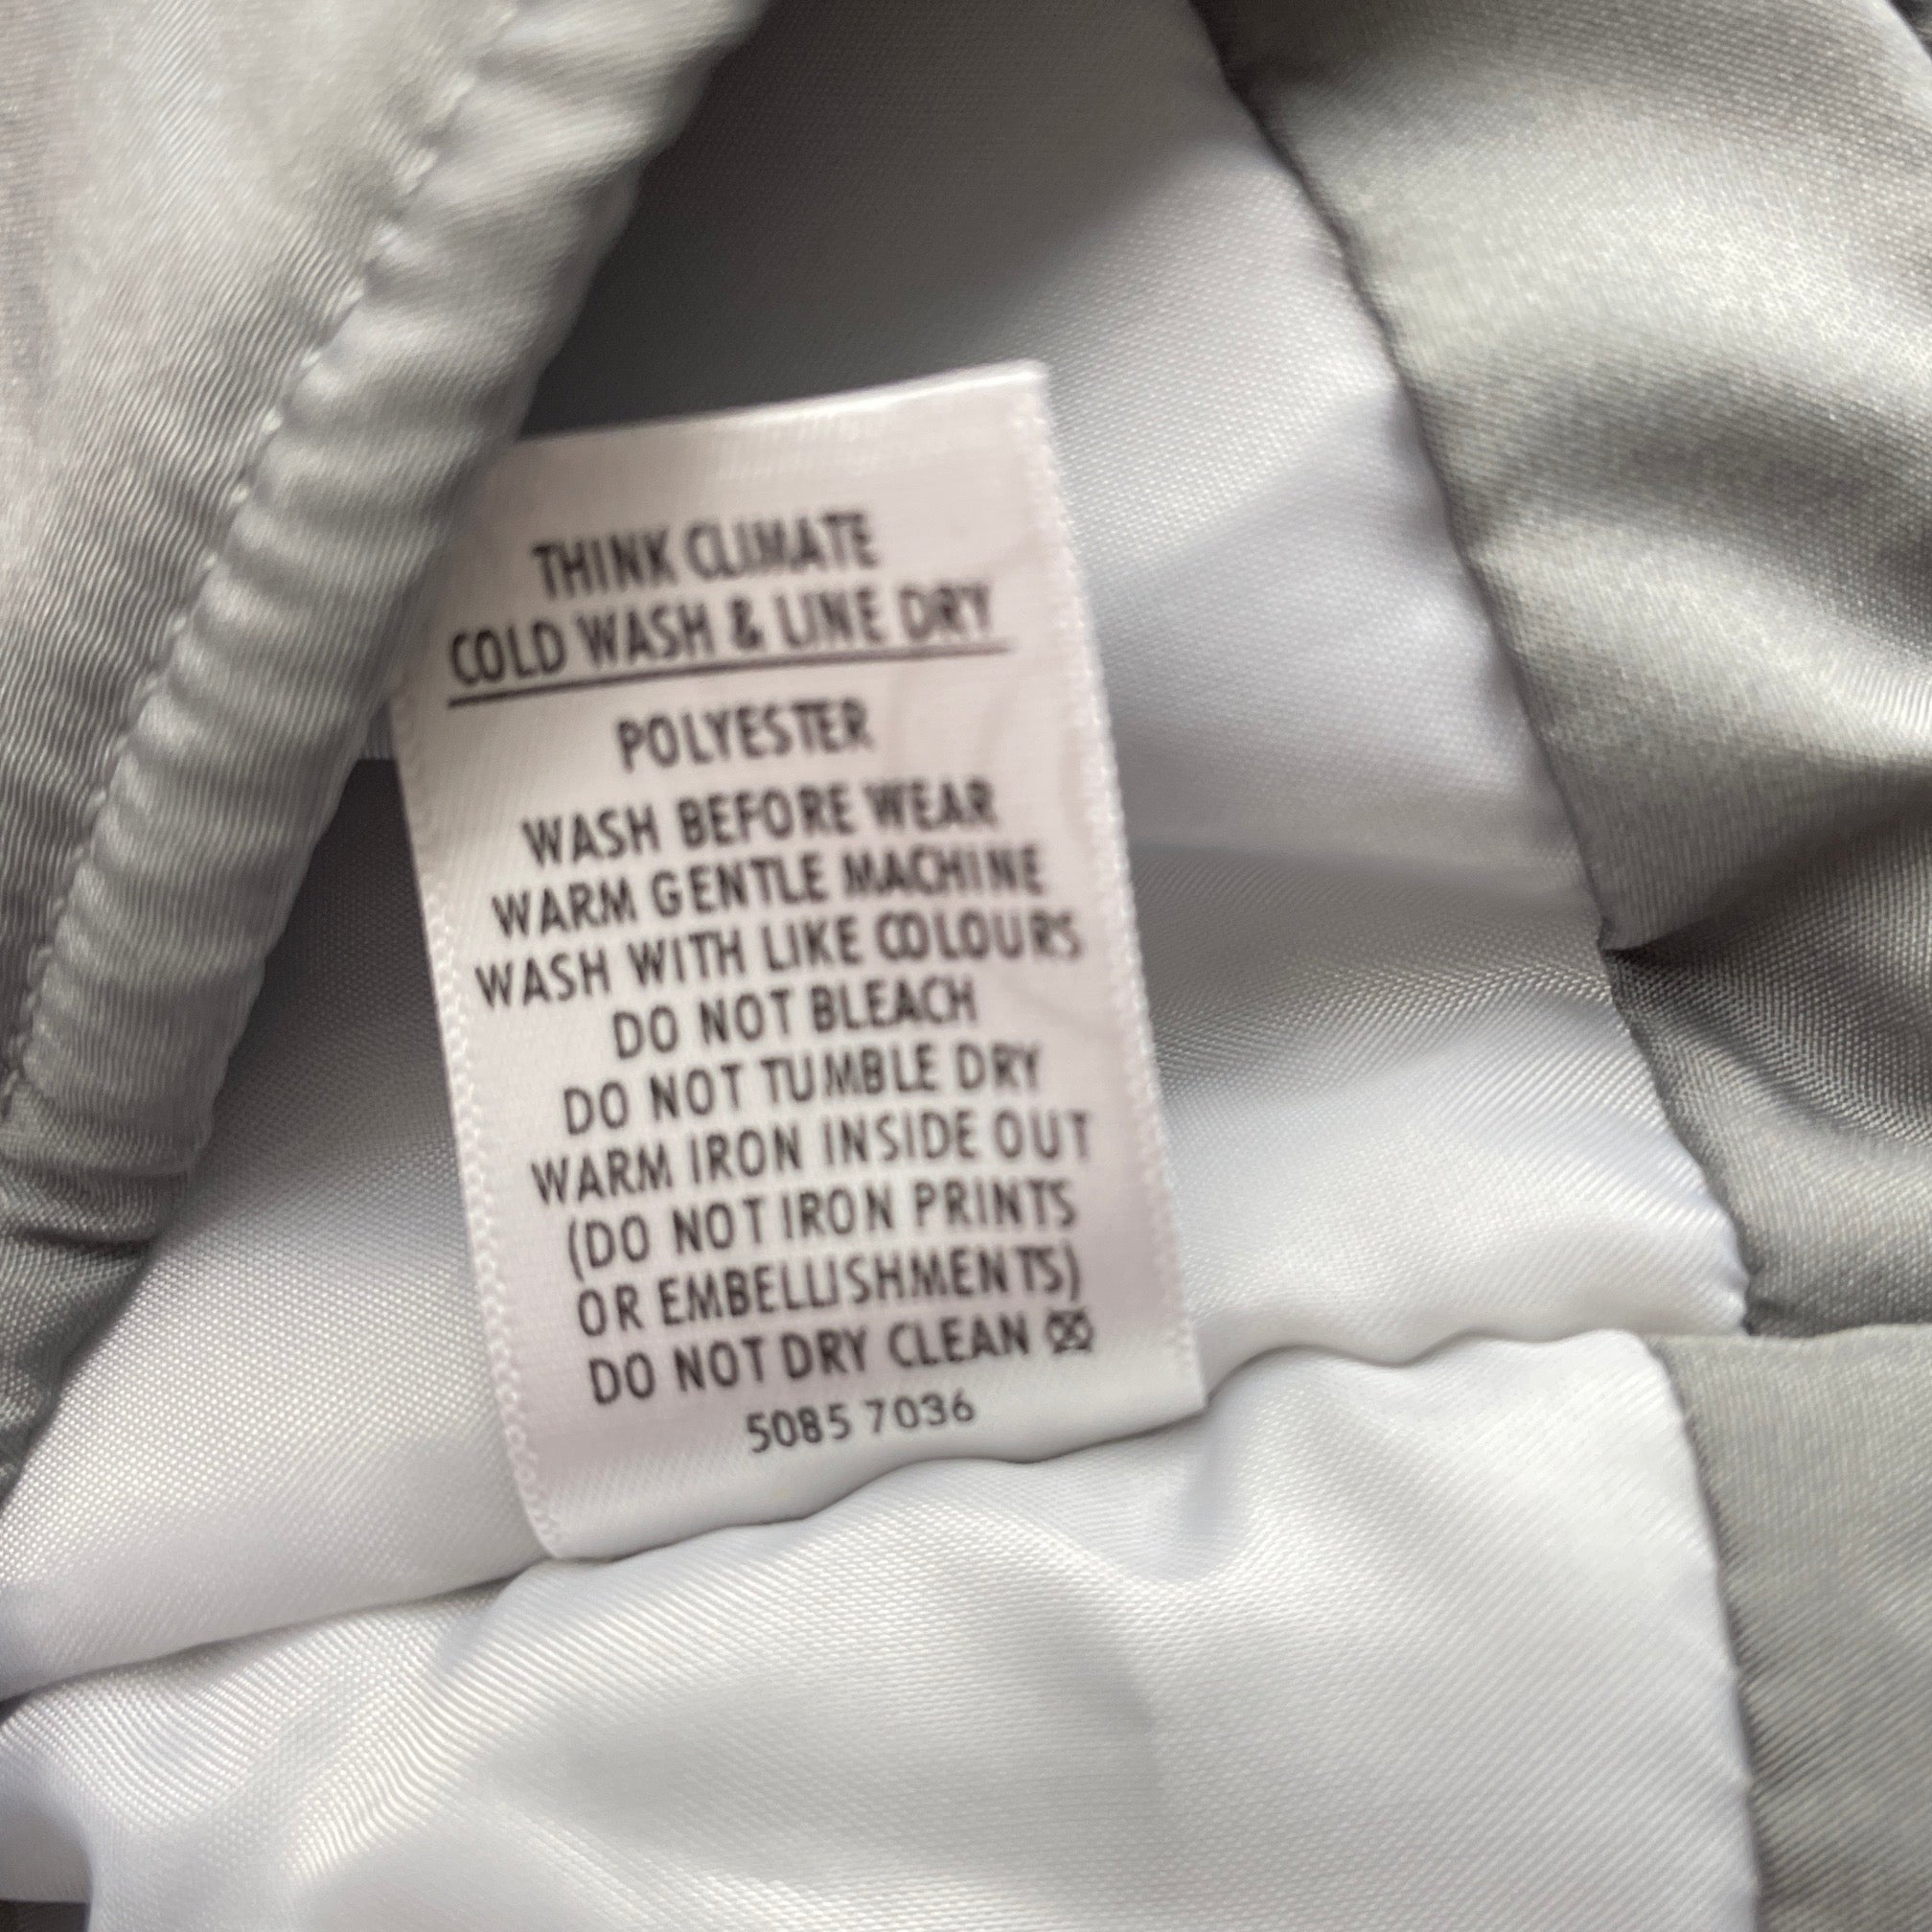 THINK CLIMATE
COLD WASH & LINE DRY
POLYESTER
WASH BEFORE WEAR
WARM GENTLE MACHINE
WASH WITH LIKE COLOURS
DO NOT BLEACH
DO NOT TUMBLE DRY
WARM IRON INSIDE OUT
(DO NOT IRON PRINTS
OR EMBELLISHMENTS)
DO NOT DRY CLEAN
5085 7036